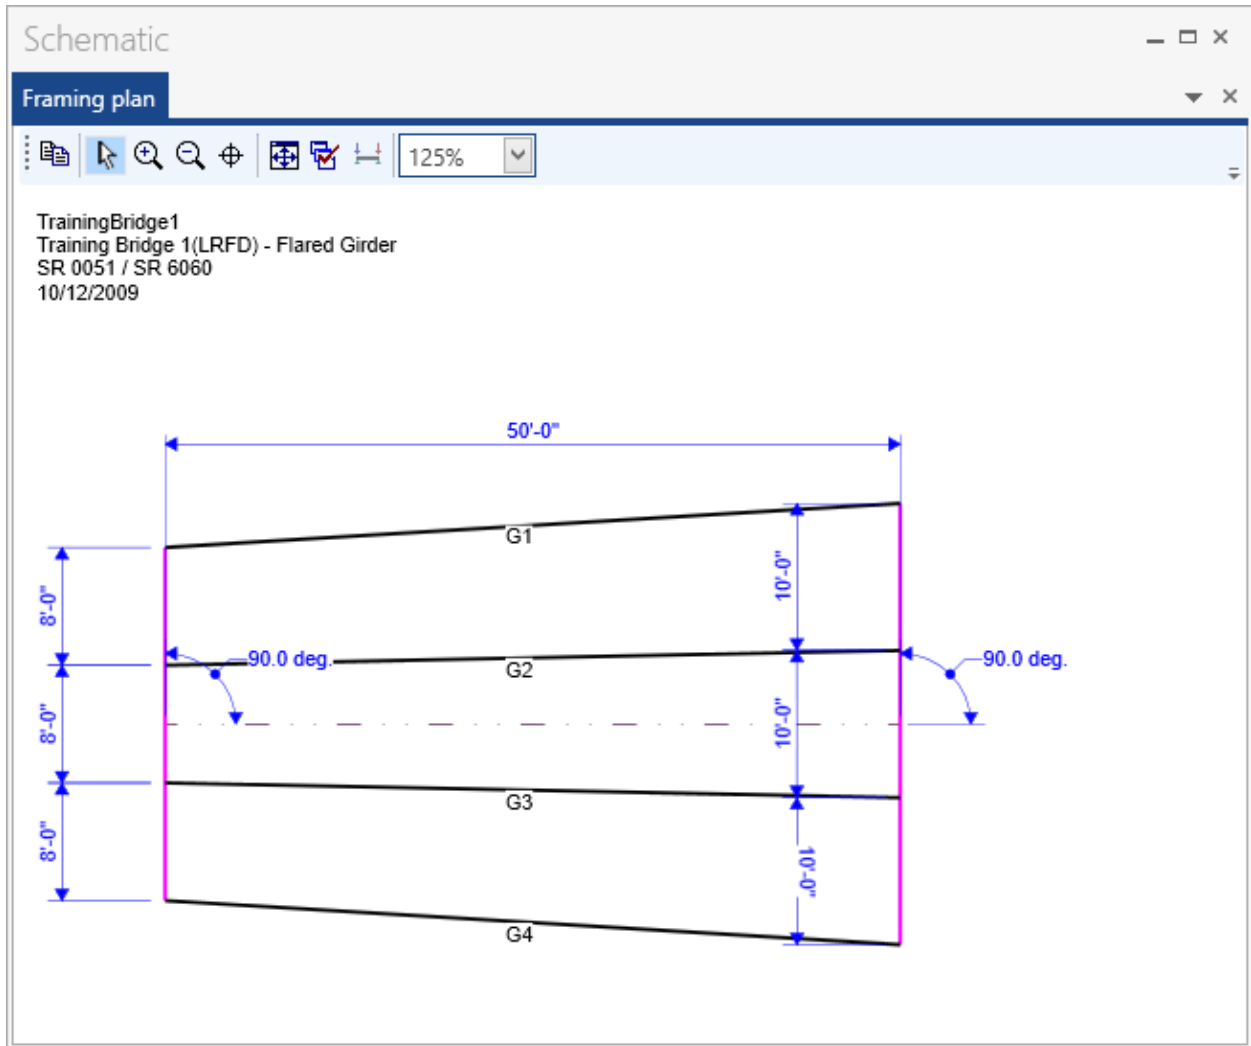 Schematic
Framing plan
125%
TrainingBridge1
Training Bridge 1(LRFD) - Flared Girder
SR 0051 / SR 6060
10/12/2009
50'-0"
G1
8'-0"
10'-0"
90.0 deg.
G2
90.0 deg.
8'-0"
10'-0"
G3
8'-0"
10'-0"
G4